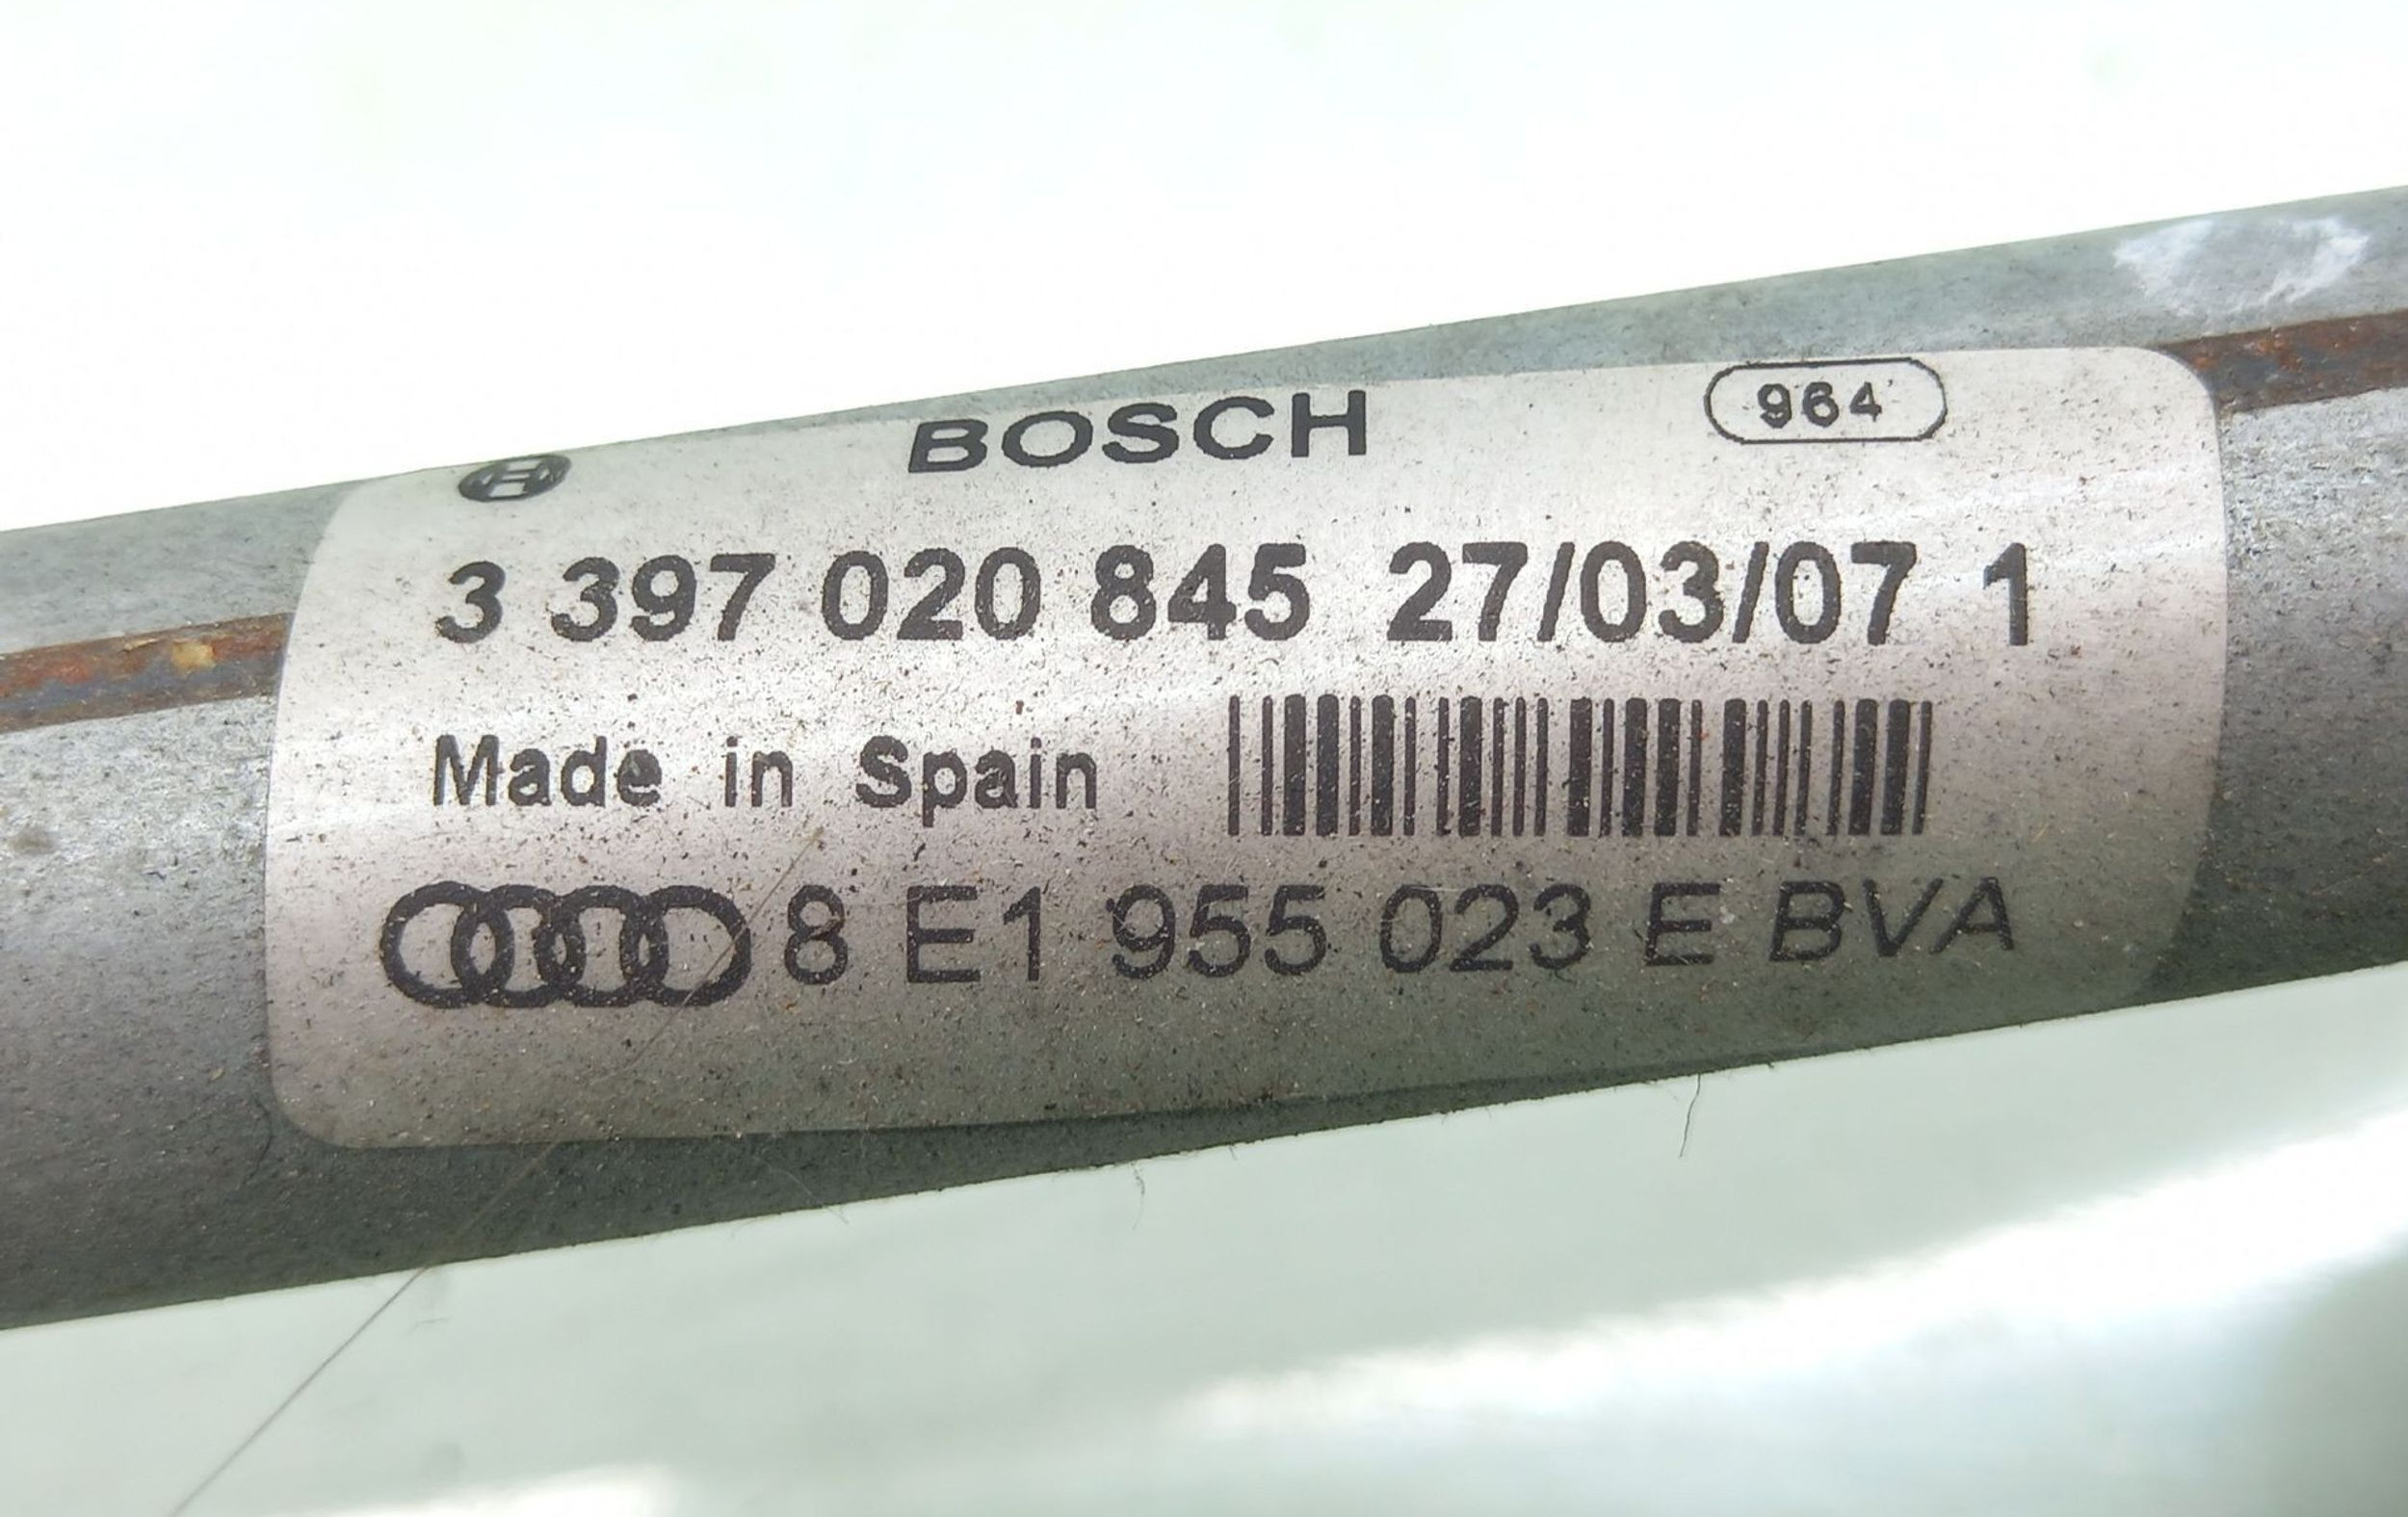 BOSCH 964
3 397 020 845 27/03/07 1
Made in Spain
8 E1 955 023 E BVA